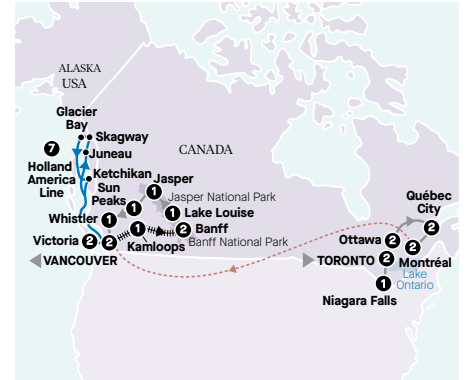 ALASKA
USA
Glacier
Bay
Skagway
7
Juneau
CANADA
Holland
America
Line
Ketchikan
Jasper
Sun
Peaks
1
Jasper National Park
1
1
Lake Louise
Whistler
1
Québec
City
2
Banff
1
2
Victoria
2
2
Kamloops
Banff National Park
Ottawa
2
2
VANCOUVER
TORONTO
2
Montréal
Lake
Ontario
1
Niagara Falls